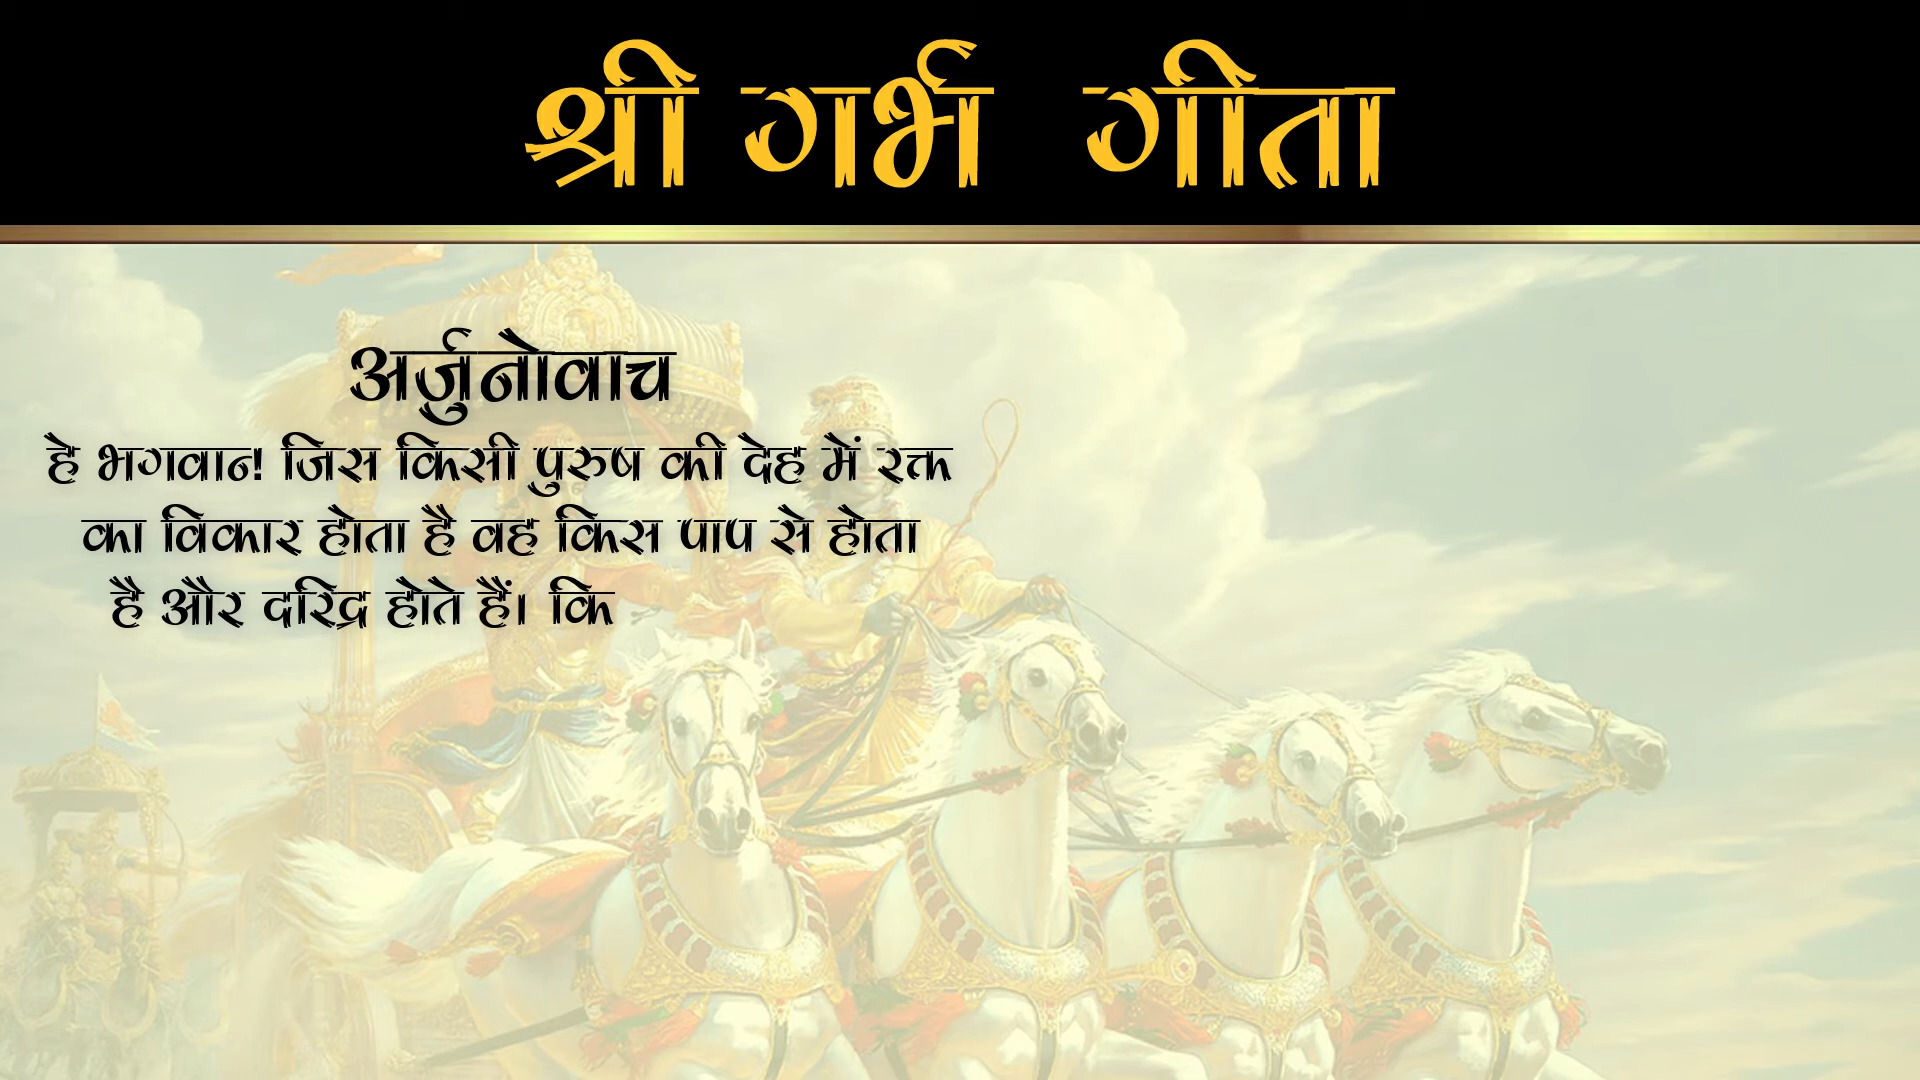 श्री गर्भ गीता
अर्जुनोवाच
हे भगवान! जिस किसी पुरुष की देह में रक्त
का विकार होता है वह किस पाप से होता
है और दरिद्र होते हैं। कि